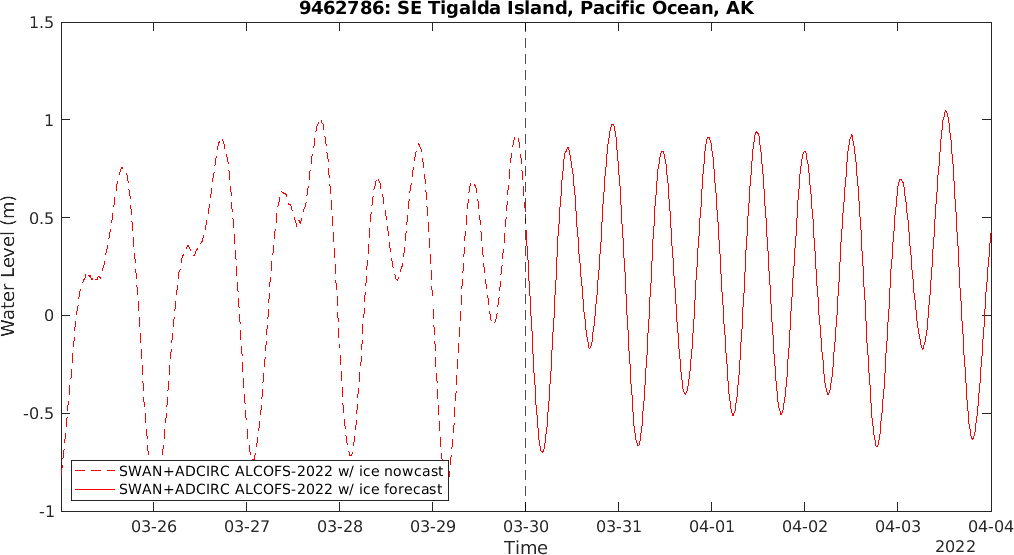 9462786: SE Tigalda Island, Pacific Ocean, AK
1.5
1
0.5
0
-0.5
-1
Water Level (m)
SWAN+ADCIRC ALCOFS-2022 w/ ice nowcast
SWAN+ADCIRC ALCOFS-2022 w/ ice forecast
03-26 03-27 03-28 03-29 03-30 03-31 04-01 04-02 04-03 04-04
Time
2022